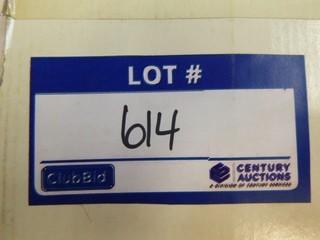 LOT #
614
ClubBid
CENTURY
AUCTIONS
A DIVISION OF CENTURY SERVICES